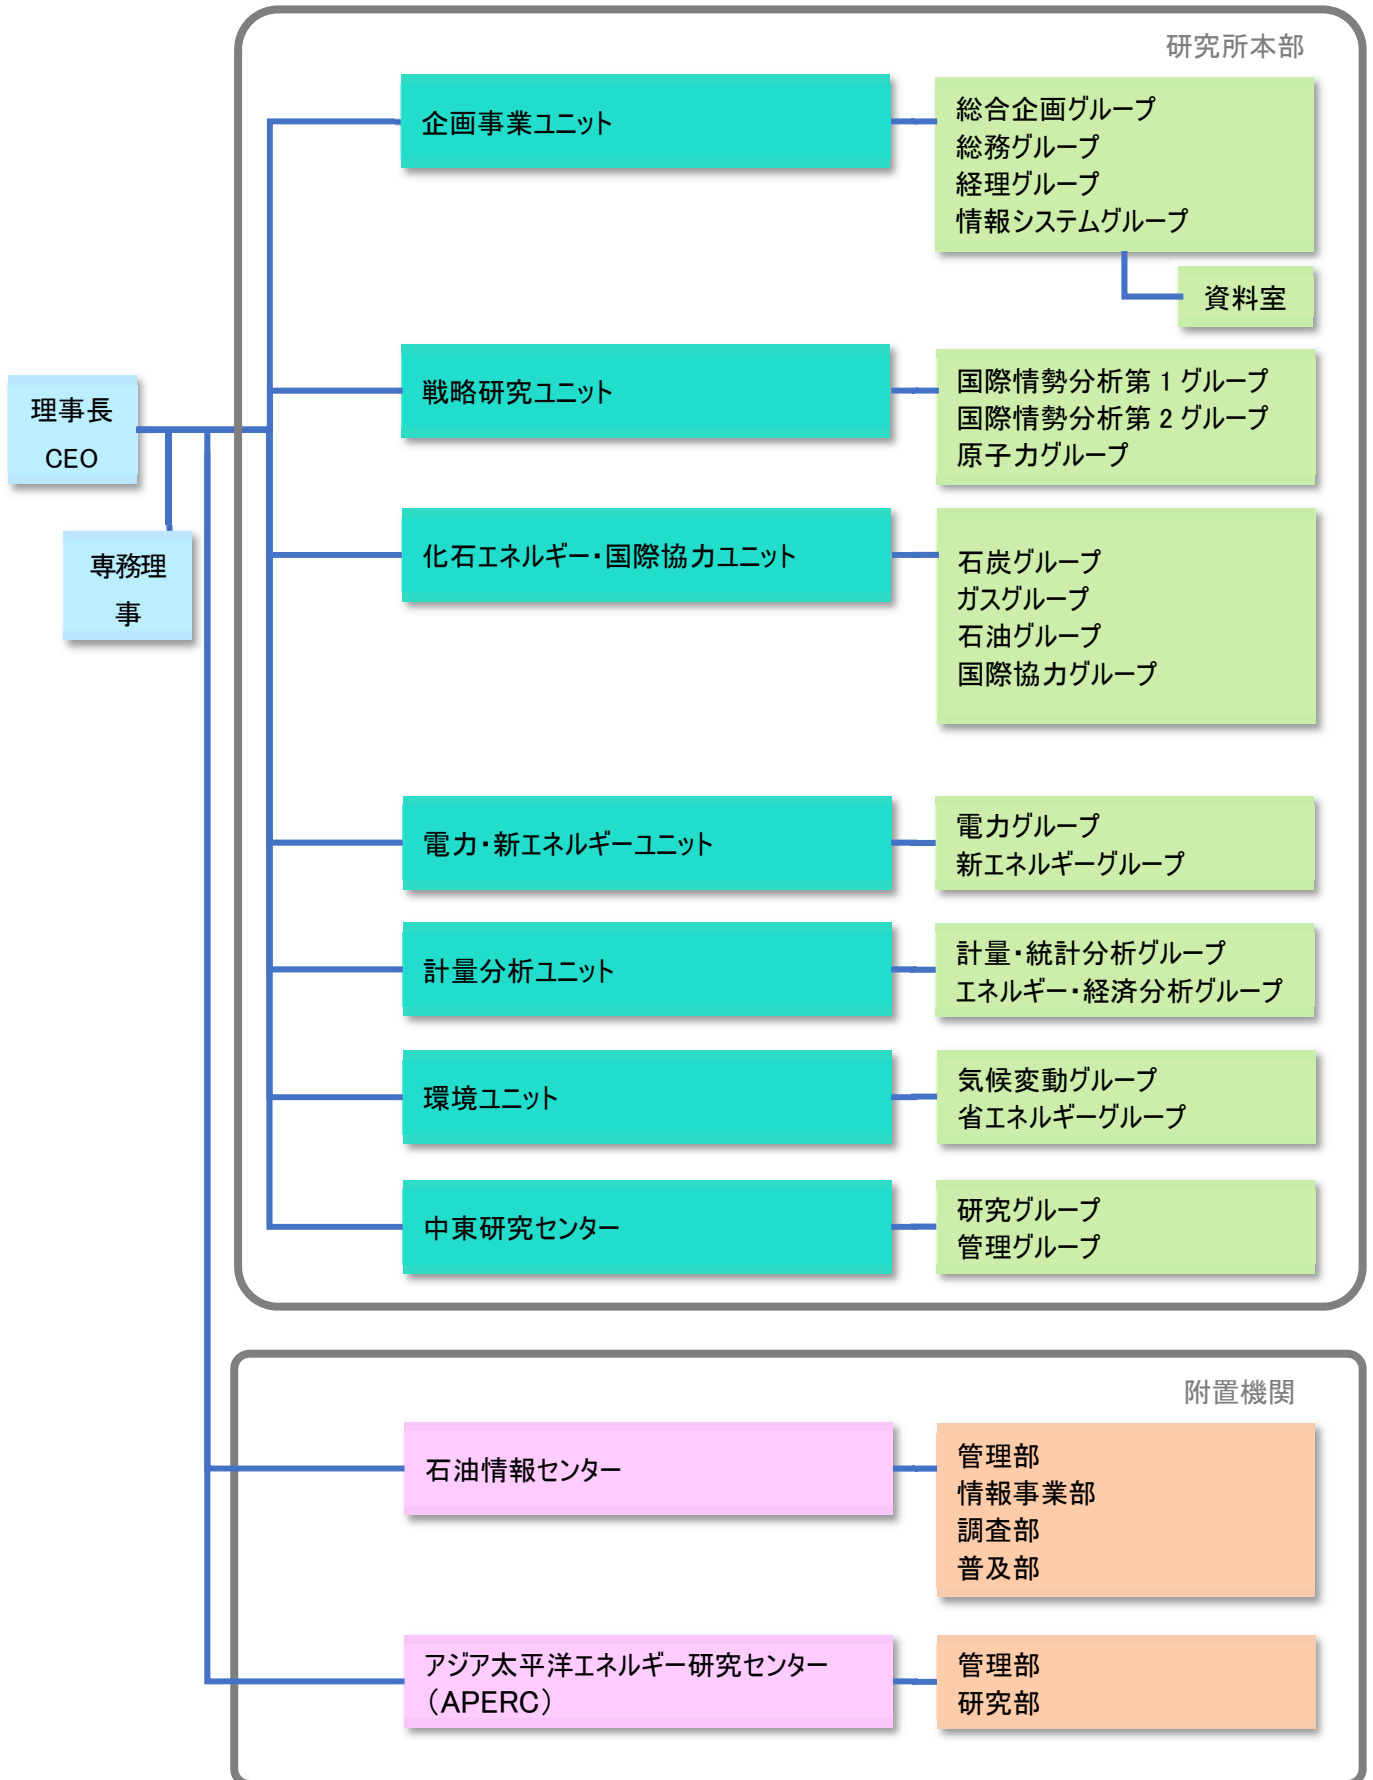 研究所本部
企画事業ユニット
総合企画グループ
総務グループ
経理グループ
情報システムグループ
資料室
理事長
CEO
専務理
事
戦略研究ユニット
国際情勢分析第1グループ
国際情勢分析第2グループ
原子力グループ
化石エネルギー・国際協力ユニット
石炭グループ
ガスグループ
石油グループ
国際協力グループ
電力・新エネルギーユニット
電力グループ
新エネルギーグループ
計量分析ユニット
計量・統計分析グループ
エネルギー・経済分析グループ
環境ユニット
気候変動グループ
省エネルギーグループ
中東研究センター
研究グループ
管理グループ
附置機関
石油情報センター
管理部
情報事業部
調査部
普及部
アジア太平洋エネルギー研究センター
(APERC)
管理部
研究部